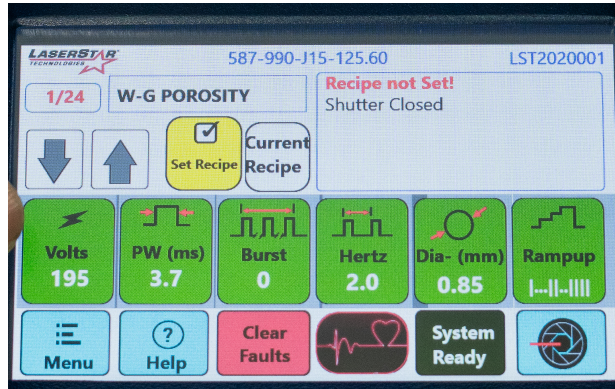 LASERSTAR
TECHNOLOGIES
587-990-J15-125.60
LST2020001
1/24
W-G POROSITY
Recipe not Set!
Shutter Closed
Set Recipe
Current
Recipe
Volts
195
PW (ms)
3.7
Burst
0
Hertz
2.0
Dia- (mm)
0.85
Rampup
Menu
Help
Clear
Faults
System
Ready